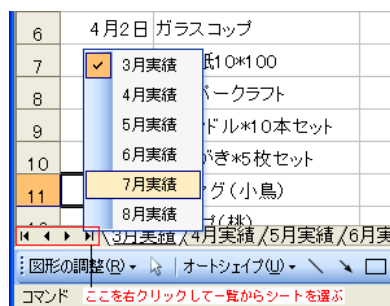 6 4月2日 ガラスコップ
7 紙10*100
8 ークラフト
9 ドル*10本セット
10 がき*5枚セット
11 グ(小鳥)
プ(桃)
3月実績
4月実績
5月実績
6月実績
7月実績
8月実績
3月実績 4月実績 5月実績 6月実
図形の調整(R) オートシェイプ(U)
コマンド ここを右クリックして一覧からシートを選ぶ